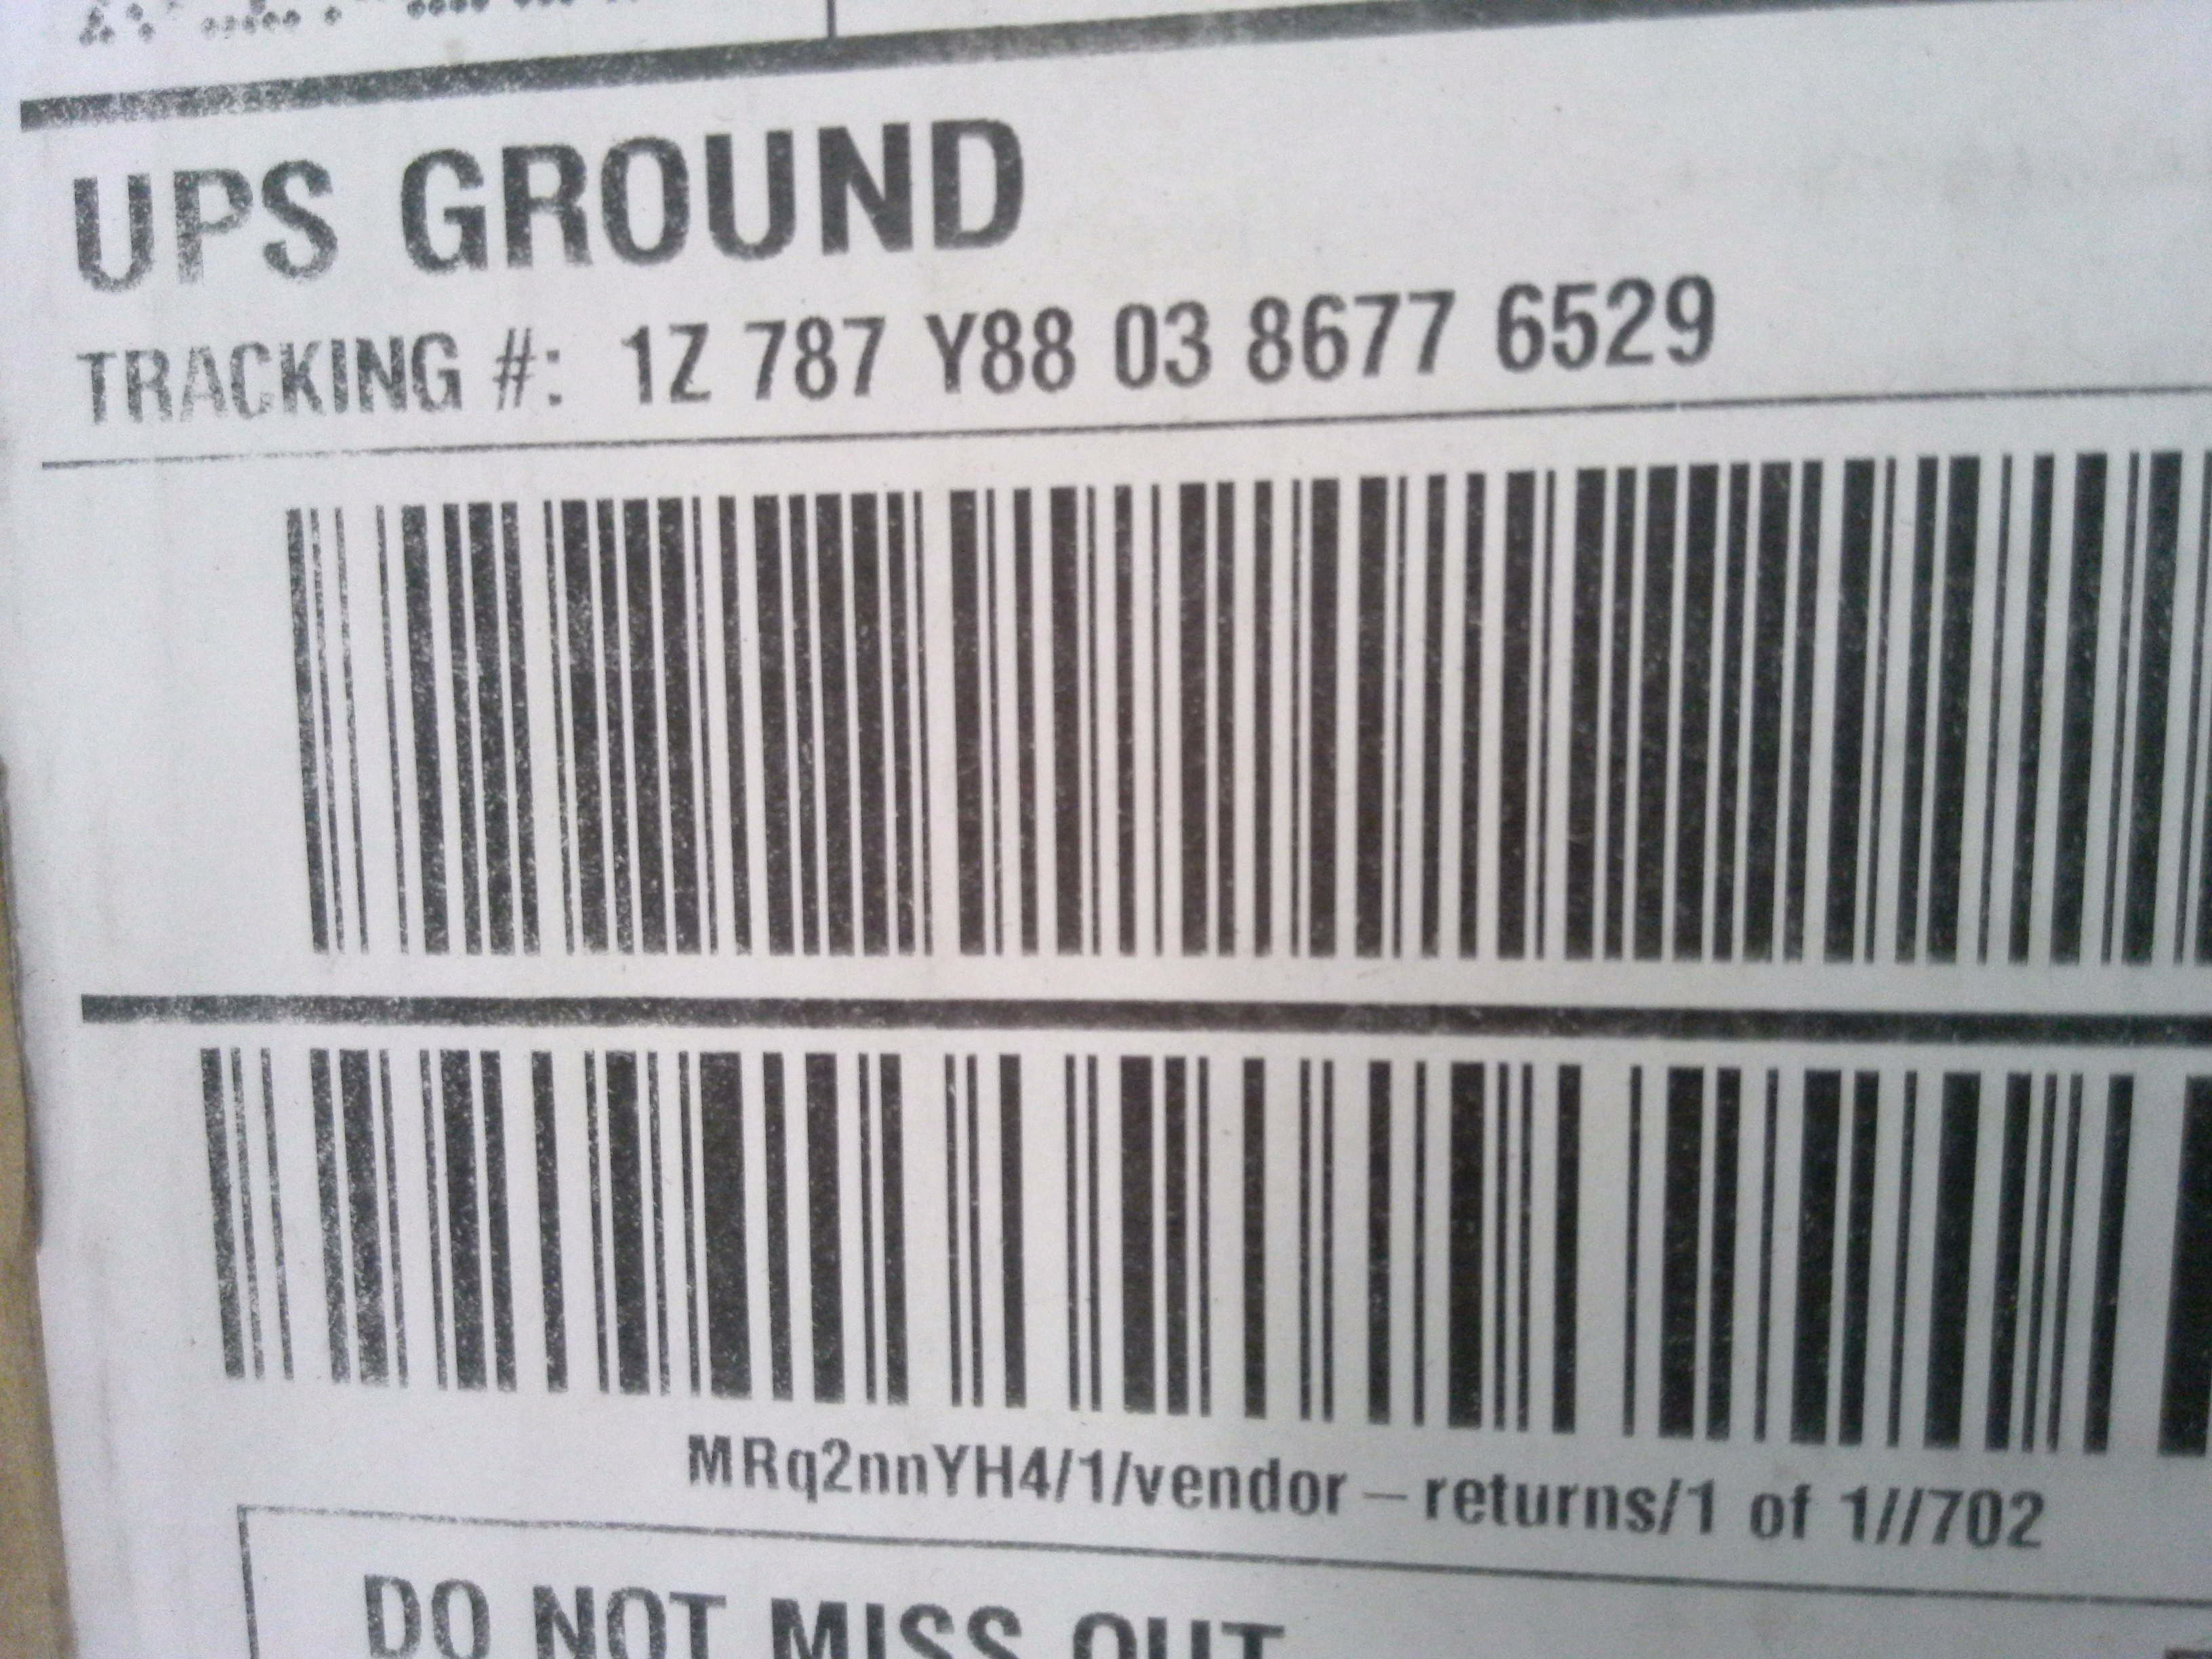 UPS GROUND
TRACKING #: 1Z 787 Y88 03 8677 6529
MRq2nnYH4/1/vendor-returns/1 of 1//702
DO NOT MISS OUT